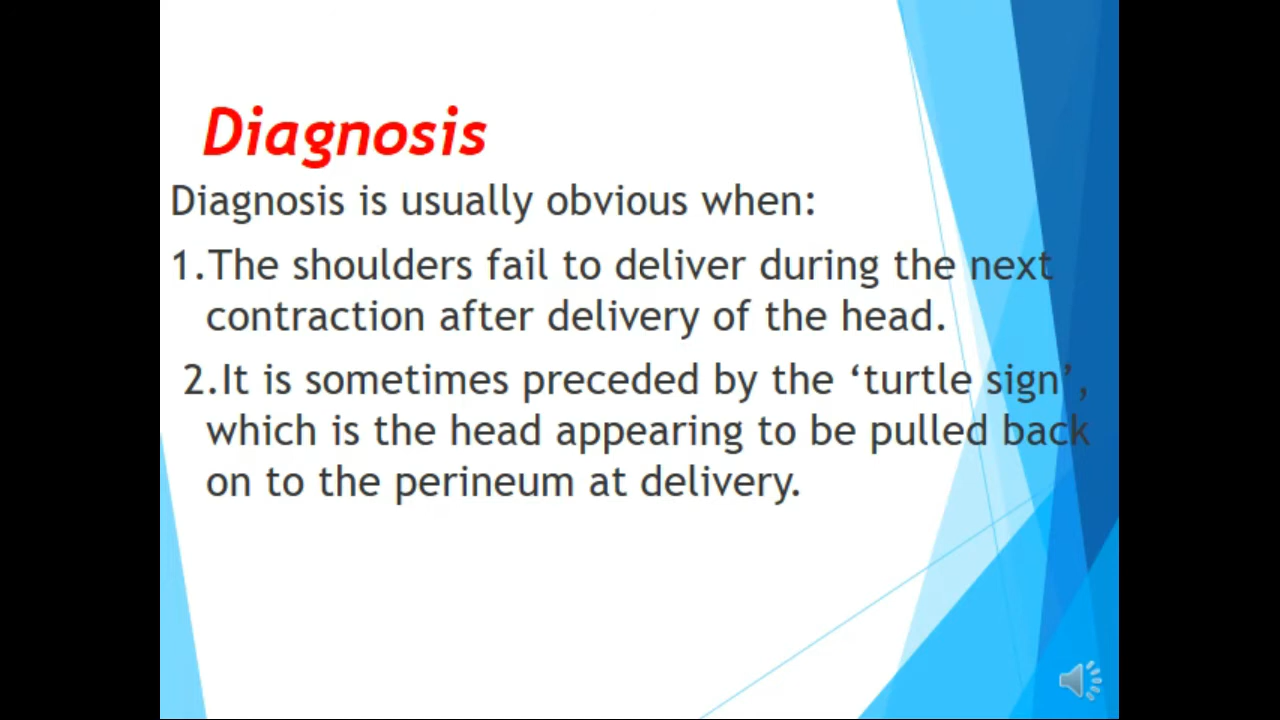 Diagnosis
Diagnosis is usually obvious when:
1.The shoulders fail to deliver during the next
contraction after delivery of the head.
2.It is sometimes preceded by the ‘turtle sign’,
which is the head appearing to be pulled back
on to the perineum at delivery.